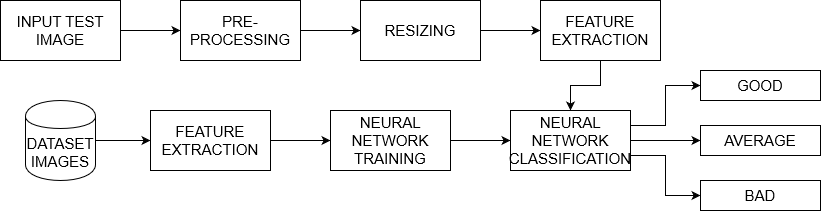 INPUT TEST
IMAGE
PRE-
PROCESSING
RESIZING
FEATURE
EXTRACTION
DATASET
IMAGES
FEATURE
EXTRACTION
NEURAL
NETWORK
TRAINING
NEURAL
NETWORK
CLASSIFICATION
GOOD
AVERAGE
BAD